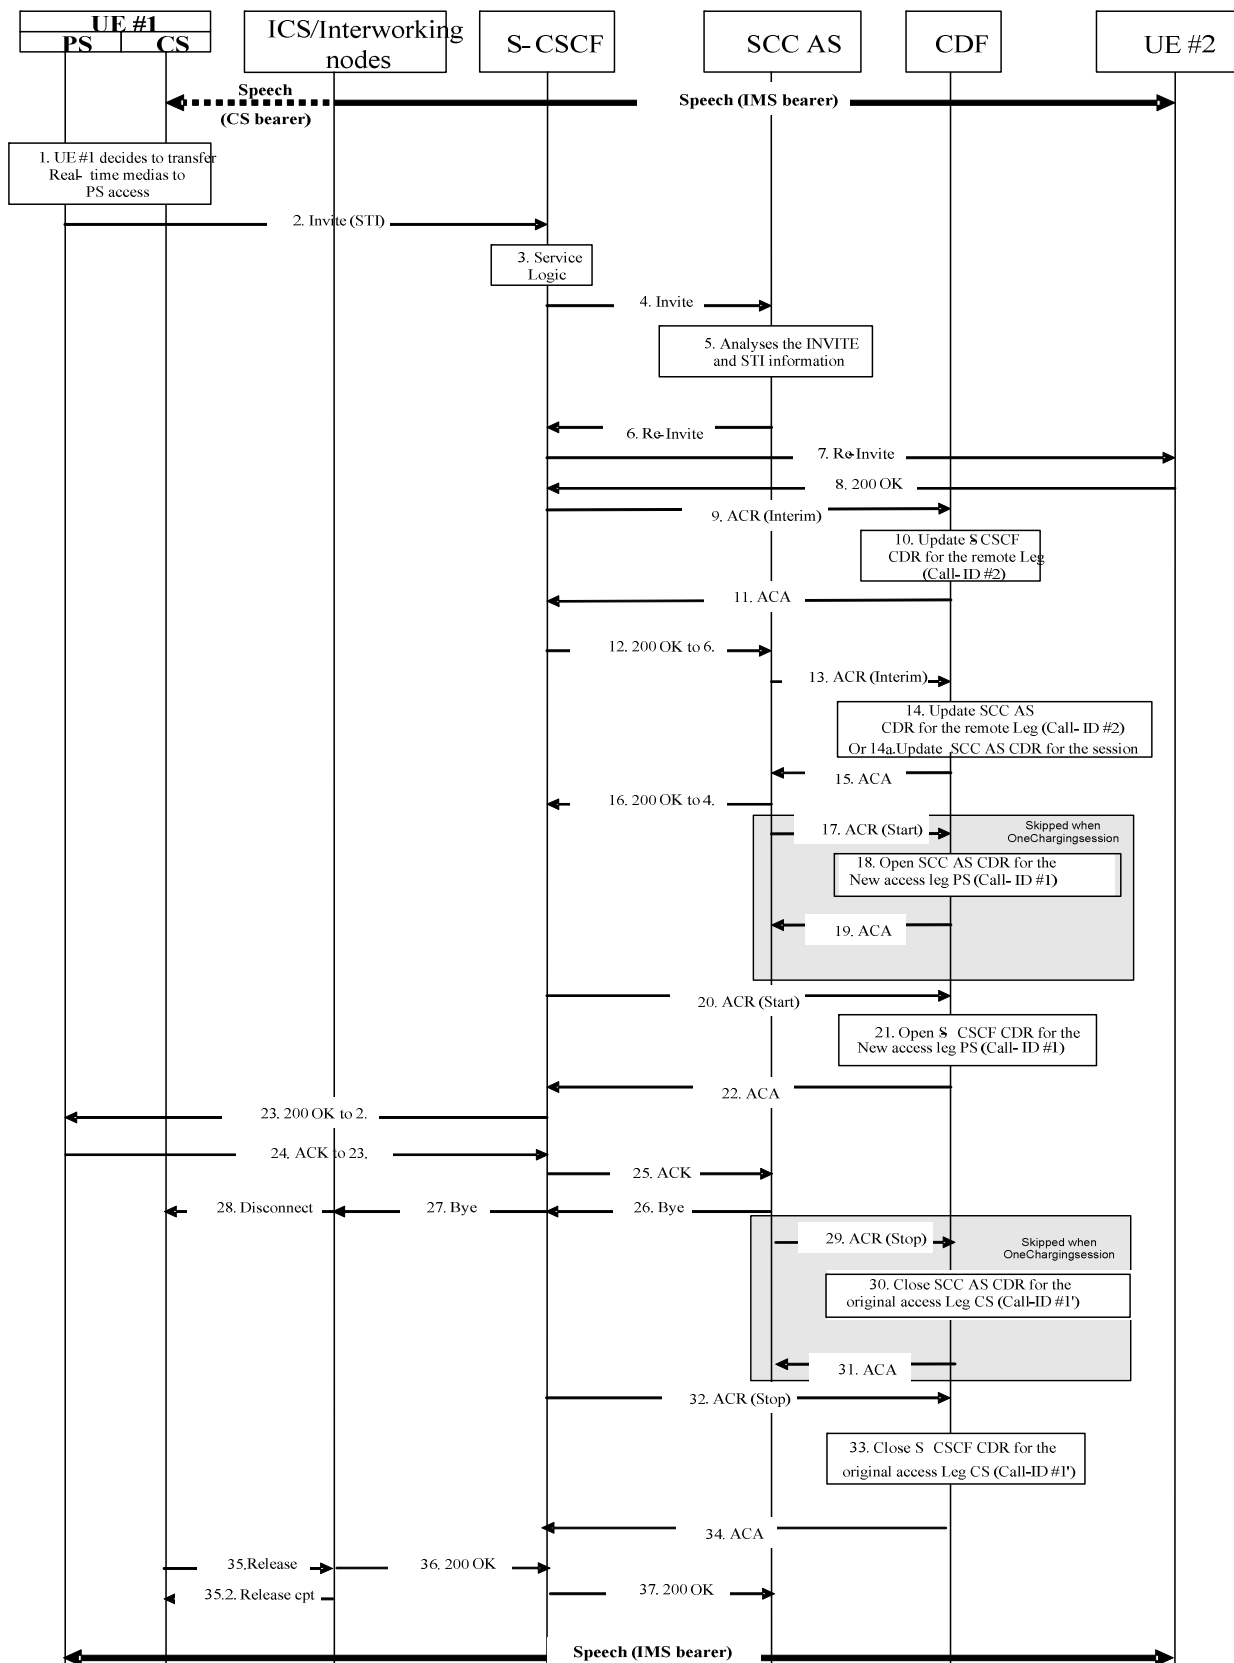 UE #1
PS
CS
ICS/Interworking
nodes
S- CSCF
SCC AS
CDF
UE #2
Speech
(CS bearer)
Speech (IMS bearer)
1. UE #1 decides to transfer
Real- time medias to
PS access
2. Invite (STI)
3. Service
Logic
4. Invite
5. Analyses the INVITE
and STI information
6. Re-Invite
7. Re-Invite
8. 200 OK
9. ACR (Interim)
10. Update S CSCF
CDR for the remote Leg
(Call- ID #2)
11. ACA
12. 200 OK to 6.
13. ACR (Interim)
14. Update SCC AS
CDR for the remote Leg (Call- ID #2)
Or 14a.Update SCC AS CDR for the session
15. ACA
16. 200 OK to 4.
17. ACR (Start)
Skipped when
OneChargingsession
18. Open SCC AS CDR for the
New access leg PS (Call- ID #1)
19. ACA
20. ACR (Start)
21. Open S CSCF CDR for the
New access leg PS (Call- ID #1)
22. ACA
23. 200 OK to 2.
24. ACK to 23.
25. ACK
28. Disconnect
27. Bye
26. Bye
29. ACR (Stop)
Skipped when
OneChargingsession
30. Close SCC AS CDR for the
original access Leg CS (Call-ID #1')
31. ACA
32. ACR (Stop)
33. Close S CSCF CDR for the
original access Leg CS (Call-ID #1')
34. ACA
35.Release
36. 200 OK
35.2. Release cpt
37. 200 OK
Speech (IMS bearer)